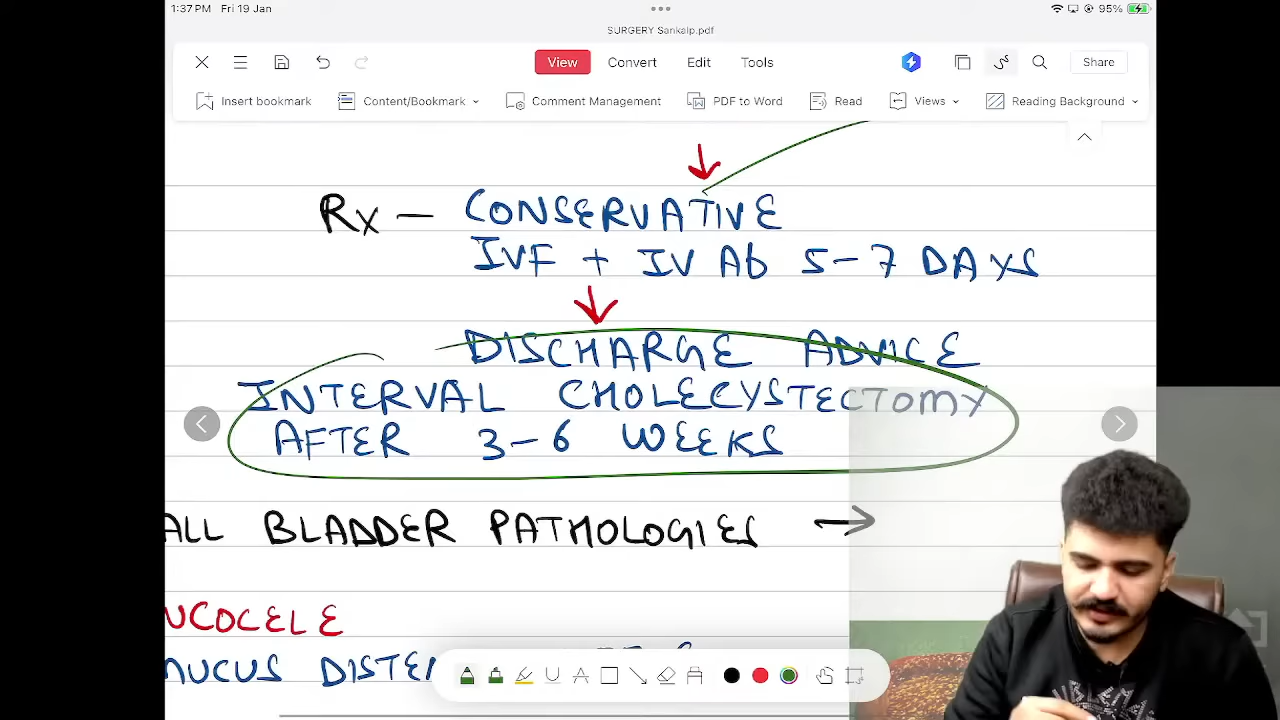 1:37 PM Fri 19 Jan
95%
SURGERY Sankalp.pdf
View Convert Edit Tools
Share
Insert bookmark Content/Bookmark Comment Management PDF to Word Read Views Reading Background
Rx — CONSERVATIVE
IVF + IV Ab 5-7 DAYS
DISCHARGE ADVICE
INTERVAL CHOLECYSTECTOMY
AFTER 3-6 WEEKS
ALL BLADDER PATHOLOGIES →
UCOCELE
MUCUS DISTE